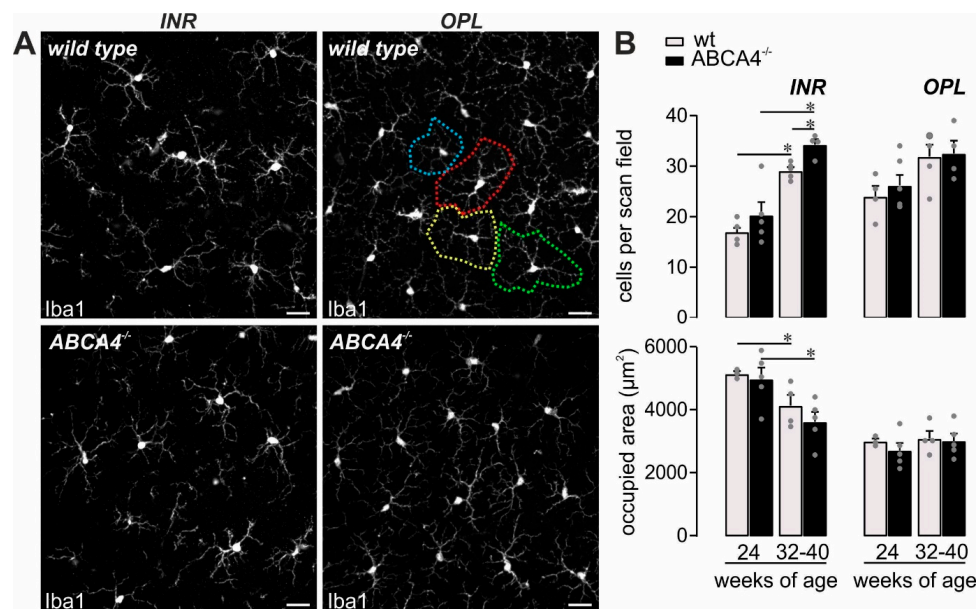 INR
OPL
A
wild type
wild type
Iba1
Iba1
ABCA4-/-
ABCA4-/-
Iba1
Iba1
B
wt
ABCA4-/-
INR
OPL
cells per scan field
40
30
20
10
0
*
*
*
occupied area (µm²)
6000
4000
2000
0
*
*
24 32-40
24 32-40
weeks of age
weeks of age